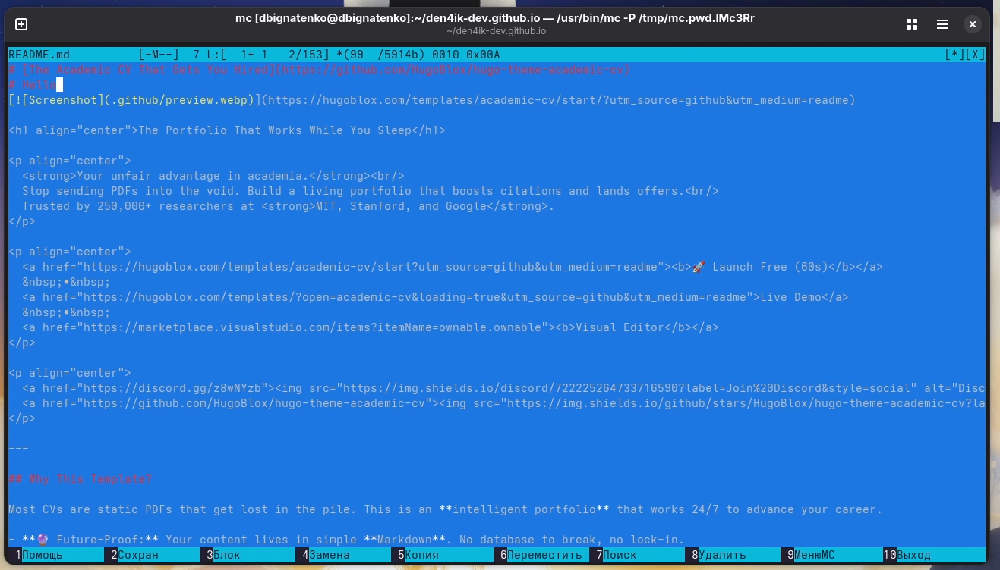 mc [dbignatenko@dbignatenko]:~/den4ik-dev.github.io — /usr/bin/mc -P /tmp/mc.pwd.IMc3Rr
~/den4ik-dev.github.io
README.md          [-M--]  7 L:[  1+ 1   2/153] *(99  /5914b) 0010 0x00A [*][X]
# [The Academic CV That Gets You Hired](https://github.com/HugoBlox/hugo-theme-academic-cv)
# Hello
[![Screenshot](.github/preview.webp)](https://hugoblox.com/templates/academic-cv/start/?utm_source=github&utm_medium=readme)
<h1 align="center">The Portfolio That Works While You Sleep</h1>
<p align="center">
  <strong>Your unfair advantage in academia.</strong><br/>
  Stop sending PDFs into the void. Build a living portfolio that boosts citations and lands offers.<br/>
  Trusted by 250,000+ researchers at <strong>MIT, Stanford, and Google</strong>.
</p>
<p align="center">
  <a href="https://hugoblox.com/templates/academic-cv/start?utm_source=github&utm_medium=readme"><b>🚀 Launch Free (60s)</b></a>
  &nbsp;•&nbsp;
  <a href="https://hugoblox.com/templates/?open=academic-cv&loading=true&utm_source=github&utm_medium=readme">Live Demo</a>
  &nbsp;•&nbsp;
  <a href="https://marketplace.visualstudio.com/items?itemName=ownable.ownable"><b>Visual Editor</b></a>
</p>
<p align="center">
  <a href="https://discord.gg/z8wNYzb"><img src="https://img.shields.io/discord/722225264733716590?label=Join%20Discord&style=social" alt="Disc
  <a href="https://github.com/HugoBlox/hugo-theme-academic-cv"><img src="https://img.shields.io/github/stars/HugoBlox/hugo-theme-academic-cv?la
</p>
---
## Why This Template?
Most CVs are static PDFs that get lost in the pile. This is an **intelligent portfolio** that works 24/7 to advance your career.
- **🔮 Future-Proof:** Your content lives in simple **Markdown**. No database to break, no lock-in.
1Помощь 2Сохран 3Блок 4Замена 5Копия 6Переместить 7Поиск 8Удалить 9МенюMC 10Выход